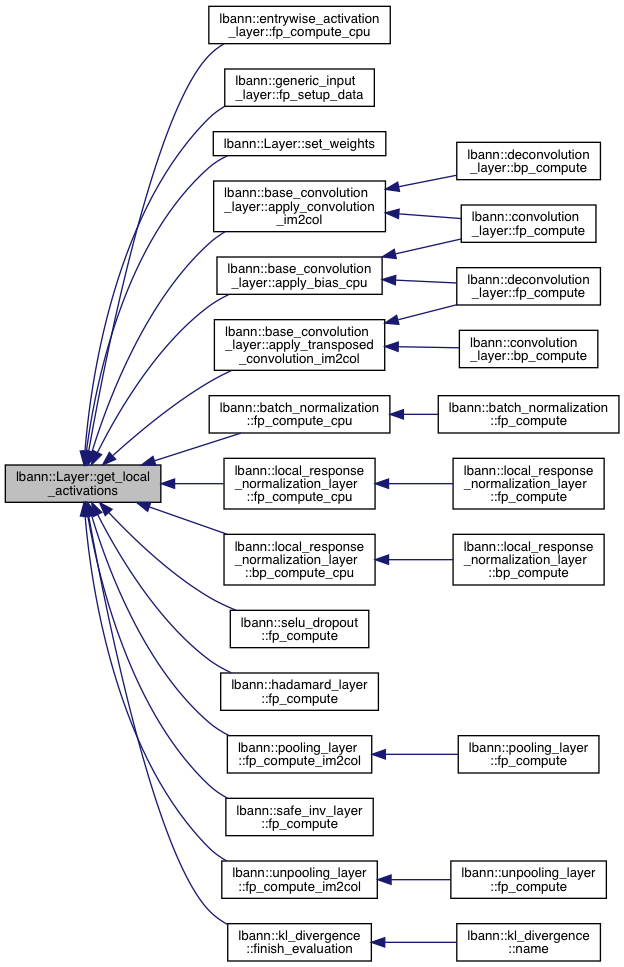 lbann::entrywise_activation
_layer::fp_compute_cpu
lbann::generic_input
_layer::fp_setup_data
lbann::Layer::set_weights
lbann::deconvolution
_layer::bp_compute
lbann::base_convolution
_layer::apply_convolution
_im2col
lbann::convolution
_layer::fp_compute
lbann::base_convolution
_layer::apply_bias_cpu
lbann::deconvolution
_layer::fp_compute
lbann::base_convolution
_layer::apply_transposed
_convolution_im2col
lbann::convolution
_layer::bp_compute
lbann::batch_normalization
::fp_compute_cpu
lbann::batch_normalization
::fp_compute
lbann::Layer::get_local
_activations
lbann::local_response
_normalization_layer
::fp_compute_cpu
lbann::local_response
_normalization_layer
::fp_compute
lbann::local_response
_normalization_layer
::bp_compute_cpu
lbann::local_response
_normalization_layer
::bp_compute
lbann::selu_dropout
::fp_compute
lbann::hadamard_layer
::fp_compute
lbann::pooling_layer
::fp_compute_im2col
lbann::pooling_layer
::fp_compute
lbann::safe_inv_layer
::fp_compute
lbann::unpooling_layer
::fp_compute_im2col
lbann::unpooling_layer
::fp_compute
lbann::kl_divergence
::finish_evaluation
lbann::kl_divergence
::name